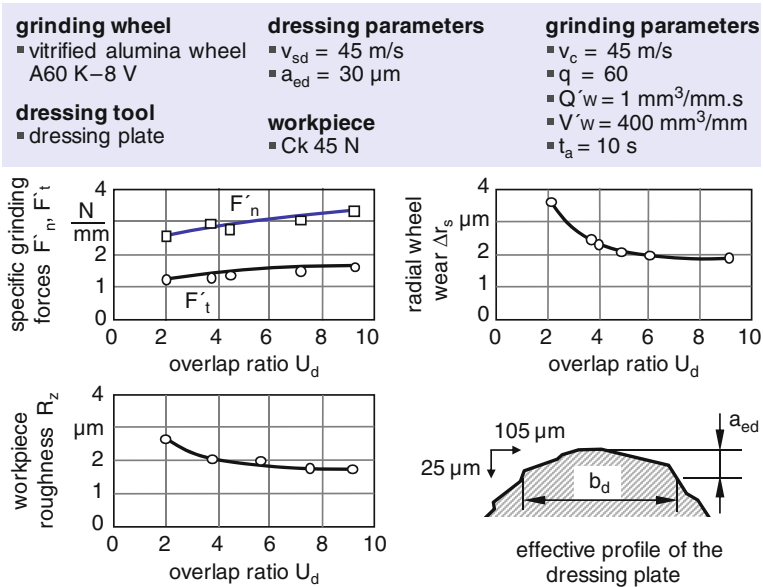 grinding wheel
▪ vitrified alumina wheel
A60 K–8 V
dressing tool
▪ dressing plate
dressing parameters
▪ v_sd = 45 m/s
▪ a_ed = 30 µm
workpiece
▪ Ck 45 N
grinding parameters
▪ v_c = 45 m/s
▪ q = 60
▪ Q´w = 1 mm³/mm.s
▪ V´w = 400 mm³/mm
▪ t_a = 10 s
specific grinding
forces F´n, F´t
4
N
mm
2
1
0
F´n
F´t
0 2 4 6 8 10
overlap ratio U_d
radial wheel
wear Δr_s
4
µm
2
1
0
0 2 4 6 8 10
overlap ratio U_d
workpiece
roughness R_z
4
µm
2
1
0
0 2 4 6 8 10
overlap ratio U_d
105 µm
25 µm
a_ed
b_d
effective profile of the
dressing plate